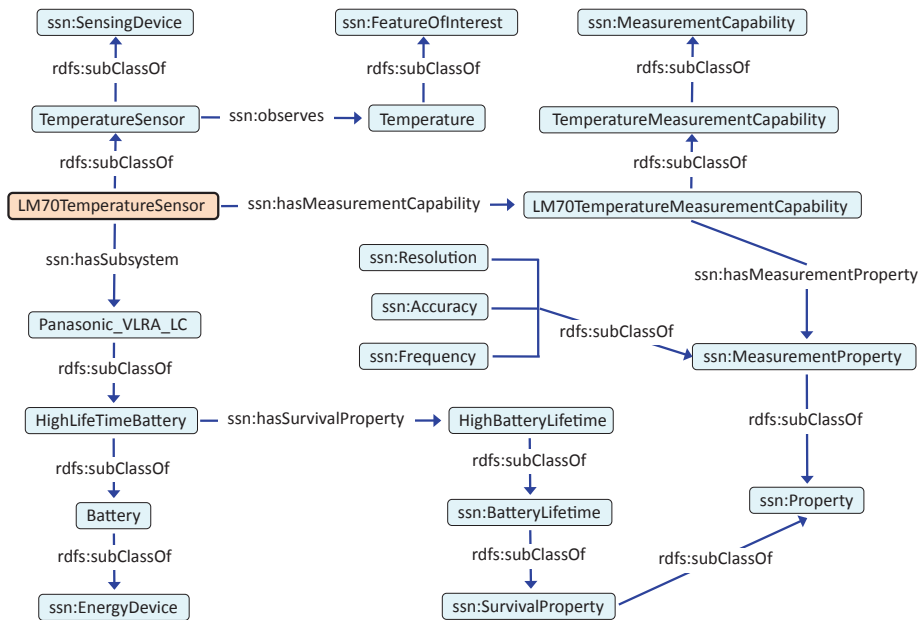 ssn:SensingDevice
ssn:FeatureOfInterest
ssn:MeasurementCapability
rdfs:subClassOf
rdfs:subClassOf
rdfs:subClassOf
TemperatureSensor
ssn:observes
Temperature
TemperatureMeasurementCapability
rdfs:subClassOf
rdfs:subClassOf
LM70TemperatureSensor
ssn:hasMeasurementCapability
LM70TemperatureMeasurementCapability
ssn:hasSubsystem
ssn:Resolution
ssn:hasMeasurementProperty
Panasonic_VLRA_LC
ssn:Accuracy
rdfs:subClassOf
ssn:Frequency
ssn:MeasurementProperty
rdfs:subClassOf
HighLifeTimeBattery
ssn:hasSurvivalProperty
HighBatteryLifetime
rdfs:subClassOf
rdfs:subClassOf
rdfs:subClassOf
ssn:Property
Battery
ssn:BatteryLifetime
rdfs:subClassOf
rdfs:subClassOf
rdfs:subClassOf
ssn:EnergyDevice
ssn:SurvivalProperty